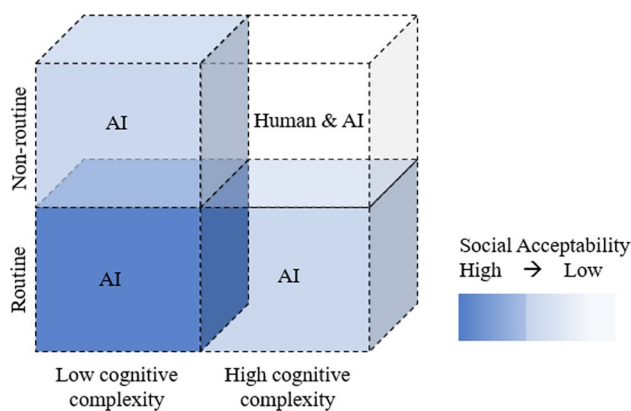 Non-routine
AI
Human & AI
Routine
AI
AI
Low cognitive
complexity
High cognitive
complexity
Social Acceptability
High → Low